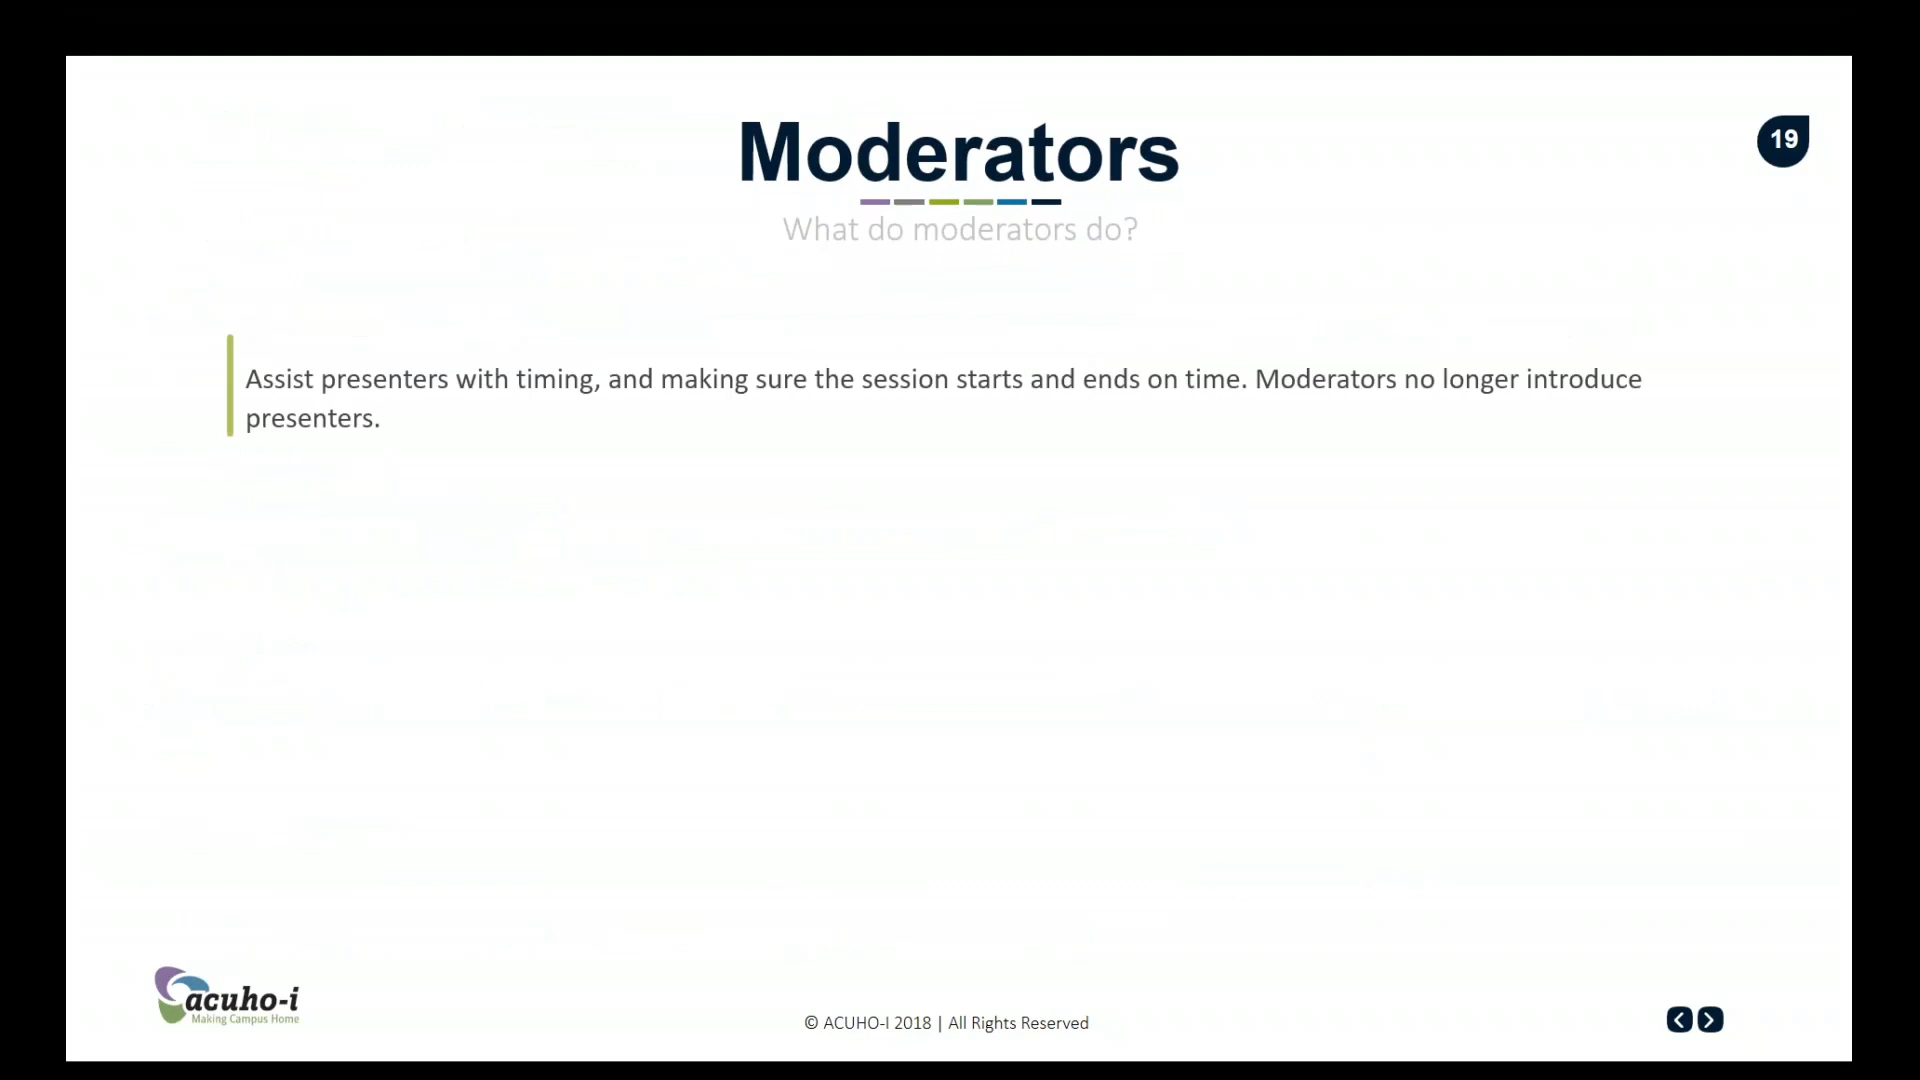 Moderators
19
What do moderators do?
Assist presenters with timing, and making sure the session starts and ends on time. Moderators no longer introduce
presenters.
acuho-i
Making Campus Home
© ACUHO-I 2018 | All Rights Reserved